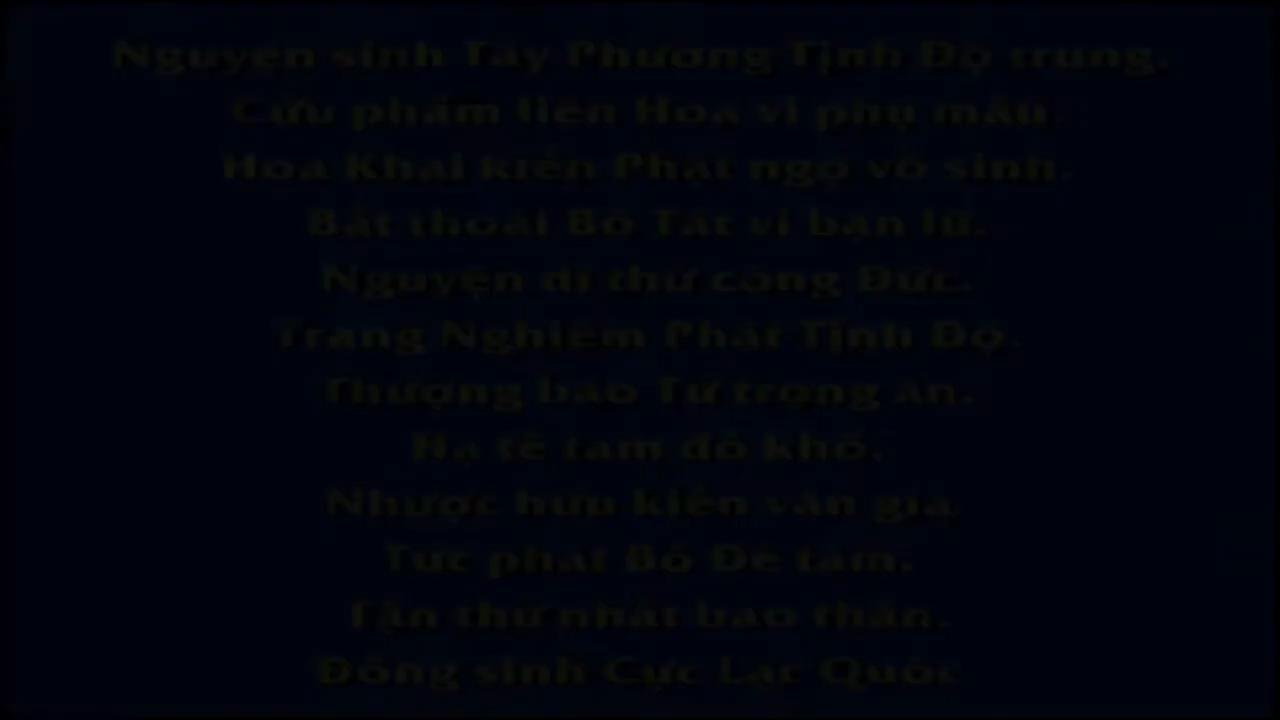 Nguyện sinh Tây Phương Tịnh Độ trung.
Cửu phẩm liên Hoa vi phụ mẫu.
Hoa Khai kiến Phật ngộ vô sinh.
Bất thoái Bồ Tát vi bạn lữ.
Nguyện dĩ thử công Đức.
Trang Nghiêm Phật Tịnh Độ.
Thượng báo Tứ trọng ân.
Hạ tế tam đồ khổ.
Nhược hữu kiến văn giả
Tức phát Bồ Đề tâm.
Tận thử nhất báo thân.
Đồng sinh Cực Lạc Quốc